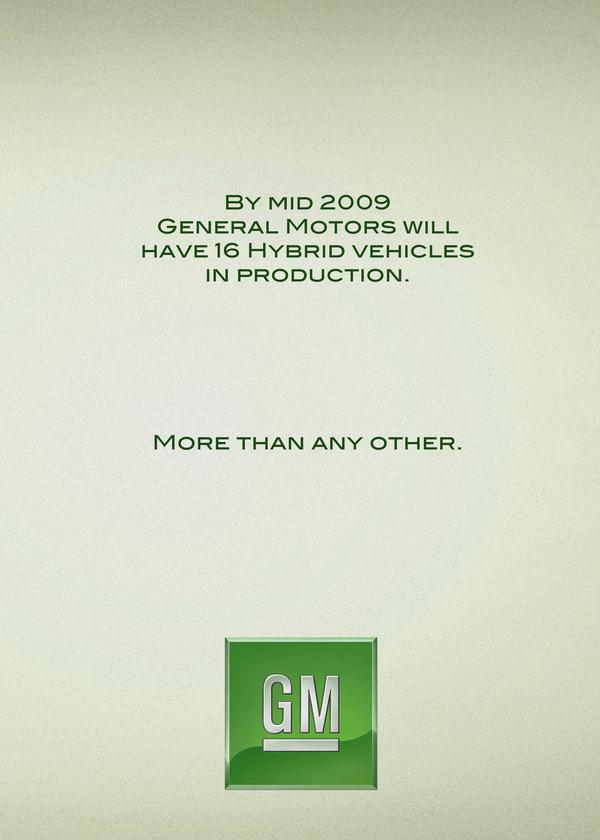 By mid 2009
General Motors will
have 16 Hybrid vehicles
in production.
More than any other.
GM